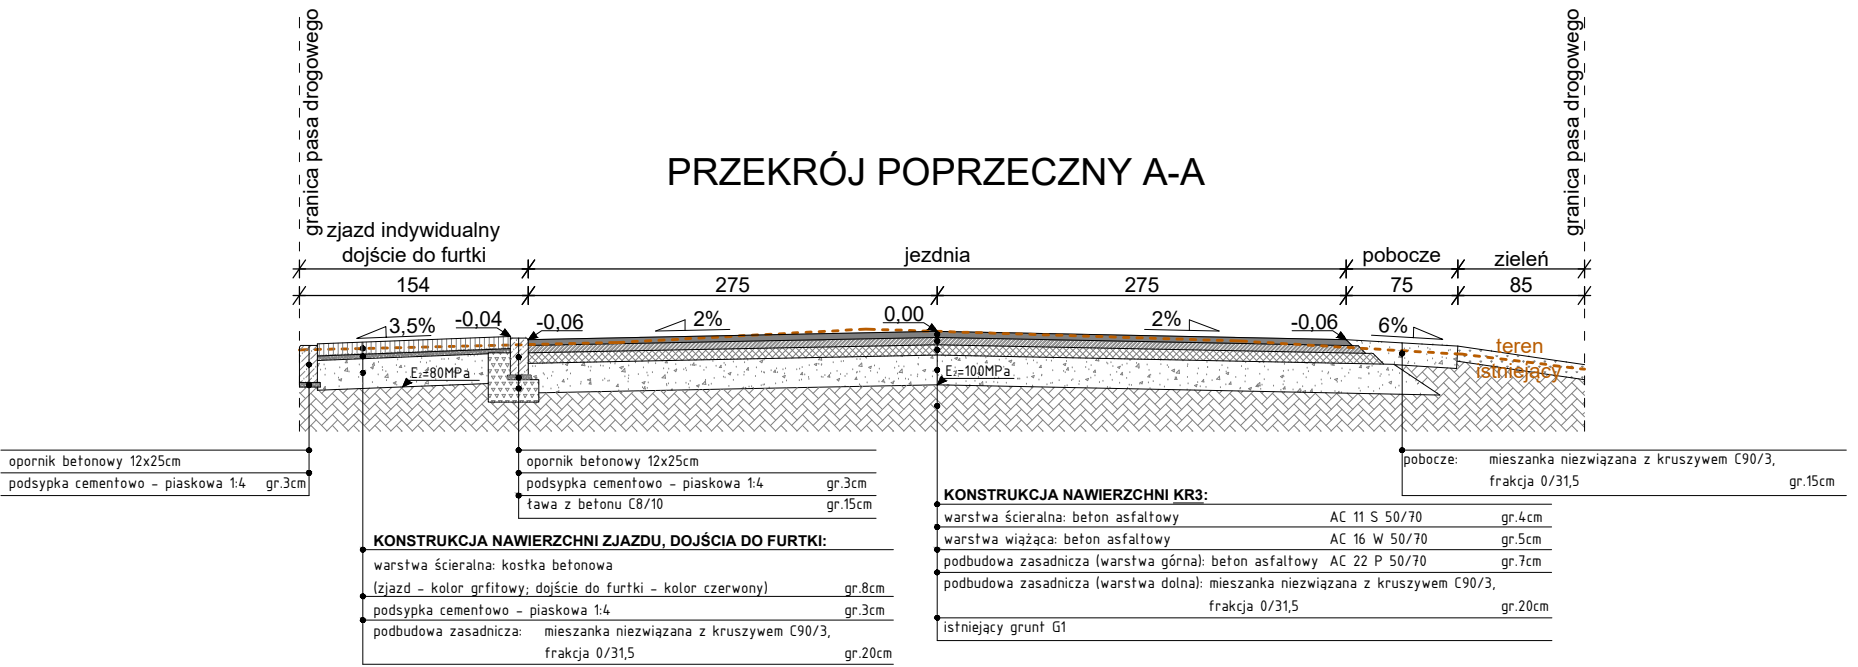 granica pasa drogowego
granica pasa drogowego
PRZEKRÓJ POPRZECZNY A-A
zjazd indywidualny
dojście do furtki
jezdnia
pobocze
zieleń
154
275
275
75
85
3,5%
-0,04
-0,06
2%
0,00
2%
-0,06
6%
teren
istniejący
E₂=80MPa
E₂=100MPa
opornik betonowy 12x25cm
podsypka cementowo - piaskowa 1:4 gr.3cm
opornik betonowy 12x25cm
podsypka cementowo - piaskowa 1:4 gr.3cm
ława z betonu C8/10 gr.15cm
pobocze: mieszanka niezwiązana z kruszywem C90/3,
frakcja 0/31,5 gr.15cm
KONSTRUKCJA NAWIERZCHNI ZJAZDU, DOJŚCIA DO FURTKI:
warstwa ścieralna: kostka betonowa
(zjazd - kolor grfitowy; dojście do furtki - kolor czerwony) gr.8cm
podsypka cementowo - piaskowa 1:4 gr.3cm
podbudowa zasadnicza: mieszanka niezwiązana z kruszywem C90/3,
frakcja 0/31,5 gr.20cm
KONSTRUKCJA NAWIERZCHNI KR3:
warstwa ścieralna: beton asfaltowy AC 11 S 50/70 gr.4cm
warstwa wiążąca: beton asfaltowy AC 16 W 50/70 gr.5cm
podbudowa zasadnicza (warstwa górna): beton asfaltowy AC 22 P 50/70 gr.7cm
podbudowa zasadnicza (warstwa dolna): mieszanka niezwiązana z kruszywem C90/3,
frakcja 0/31,5 gr.20cm
istniejący grunt G1